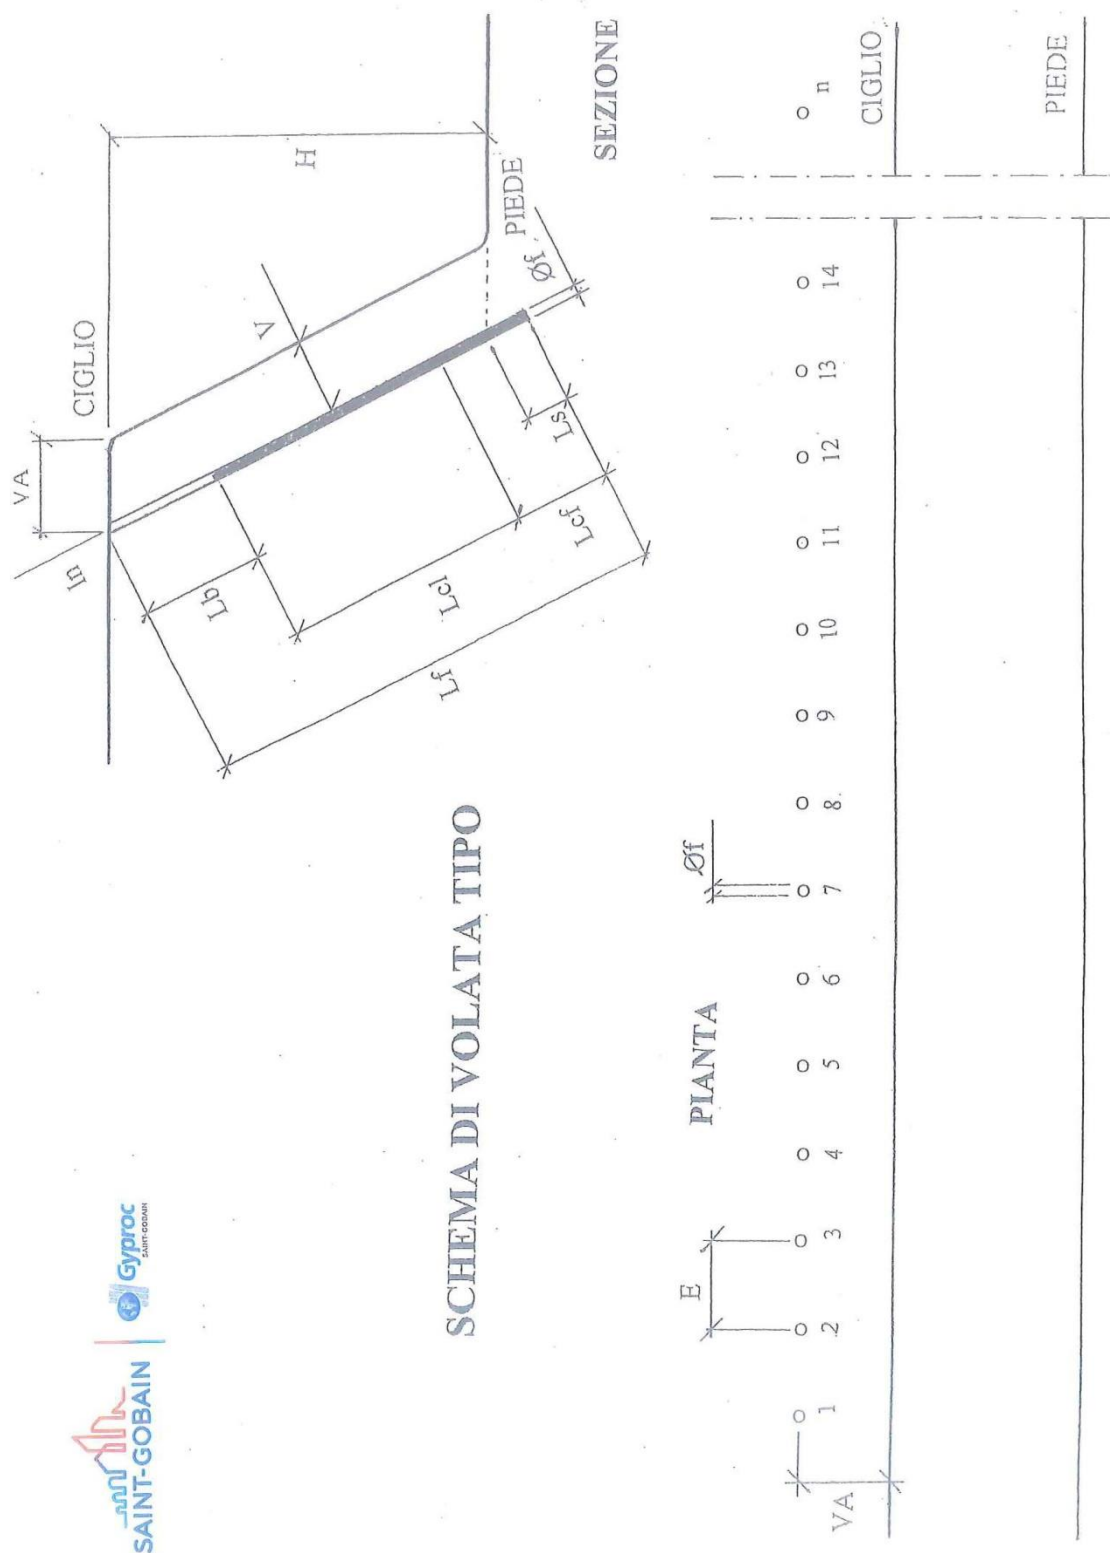 SAINT-GOBAIN
Gyproc
SAINT-GOBAIN
SCHEMA DI VOLATA TIPO
In
VA
CIGLIO
V
H
Lb
Lcl
Lf
Lcf
Ls
Øf
PIEDE
SEZIONE
PIANTA
E
Øf
VA
1 2 3 4 5 6 7 8 9 10 11 12 13 14 n
CIGLIO
PIEDE